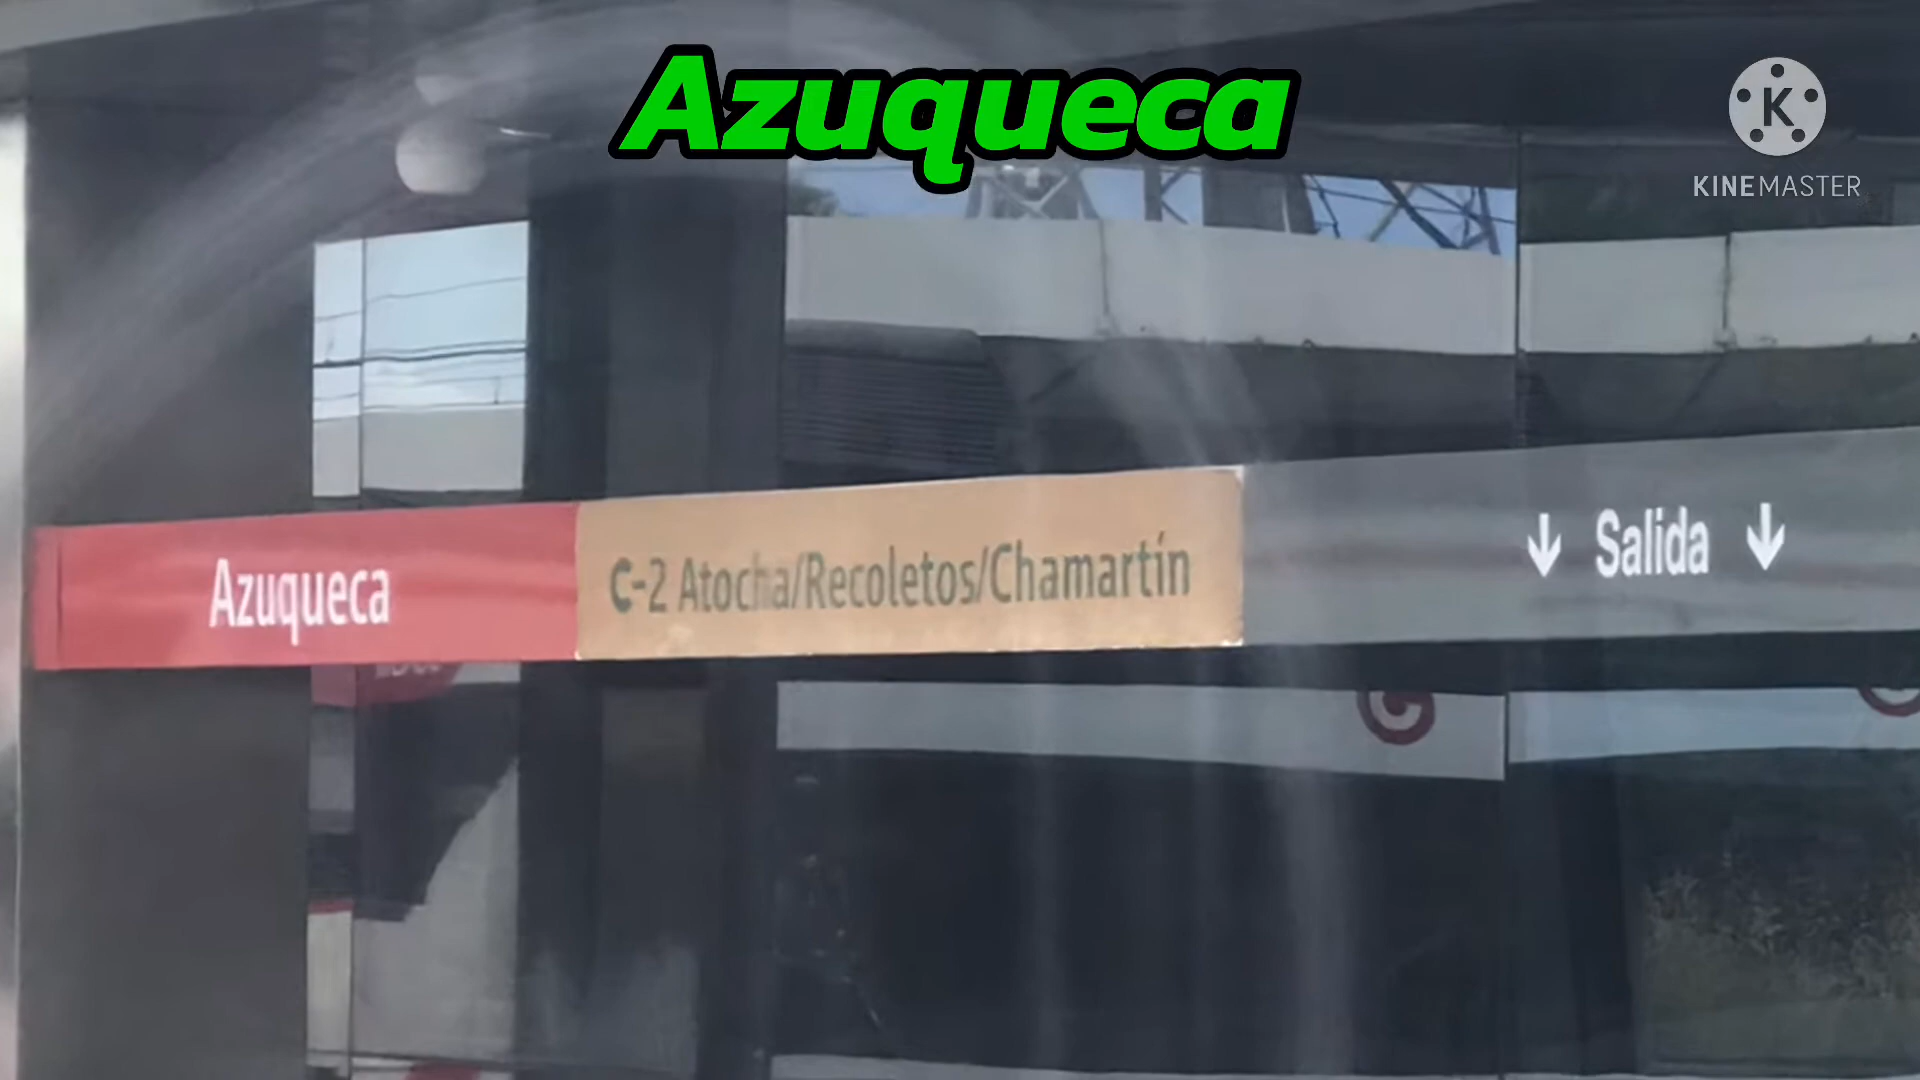 Azuqueca
K
KINEMASTER
Azuqueca
C-2 Atocha/Recoletos/Chamartín
↓ Salida ↓